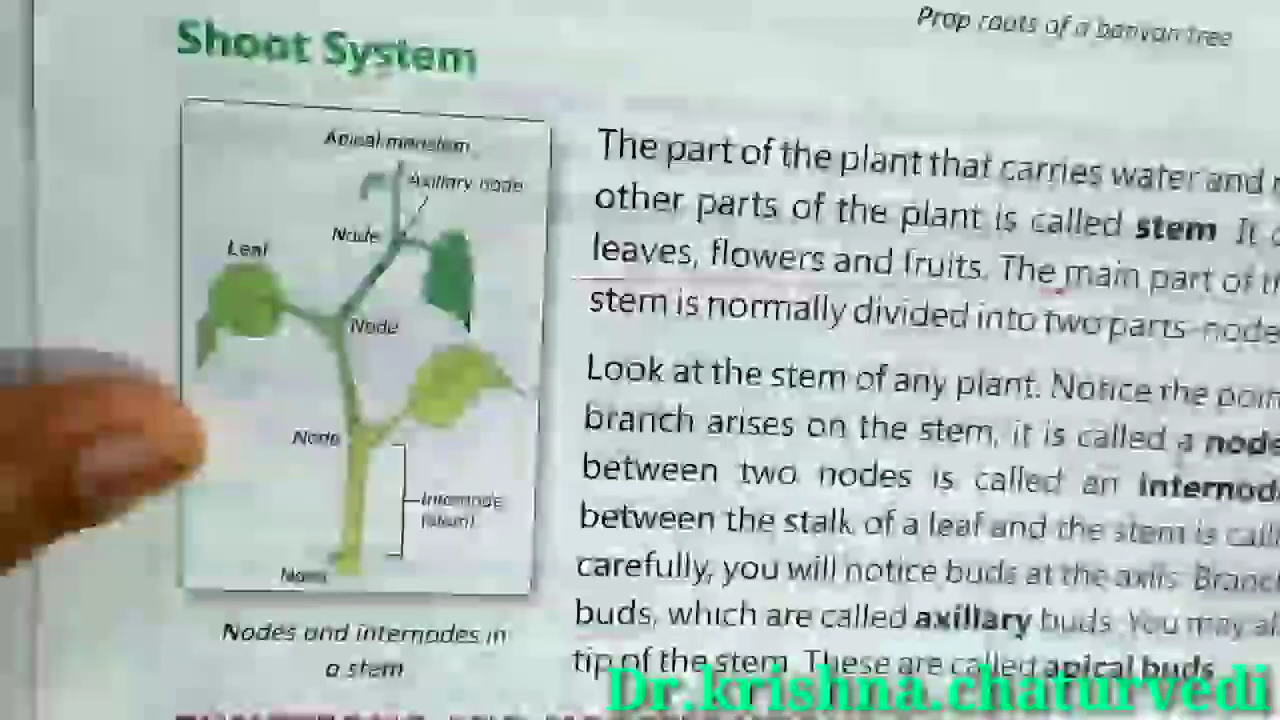 Prop roots of a banyan tree
Shoot System
Apical meristem
Axillary node
Node
Leaf
Node
Node
Internode
(stem)
Node
Nodes and internodes in
a stem
The part of the plant that carries water and
other parts of the plant is called stem. It
leaves, flowers and fruits. The main part of
stem is normally divided into two parts–node
Look at the stem of any plant. Notice the
branch arises on the stem, it is called a node
between two nodes is called an
between the stalk of a leaf and the stem is
carefully, you will notice buds at the axils.
buds, which are called axillary buds. You may
tip of the stem. These are called apical buds.
Dr.krishna.chaturvedi